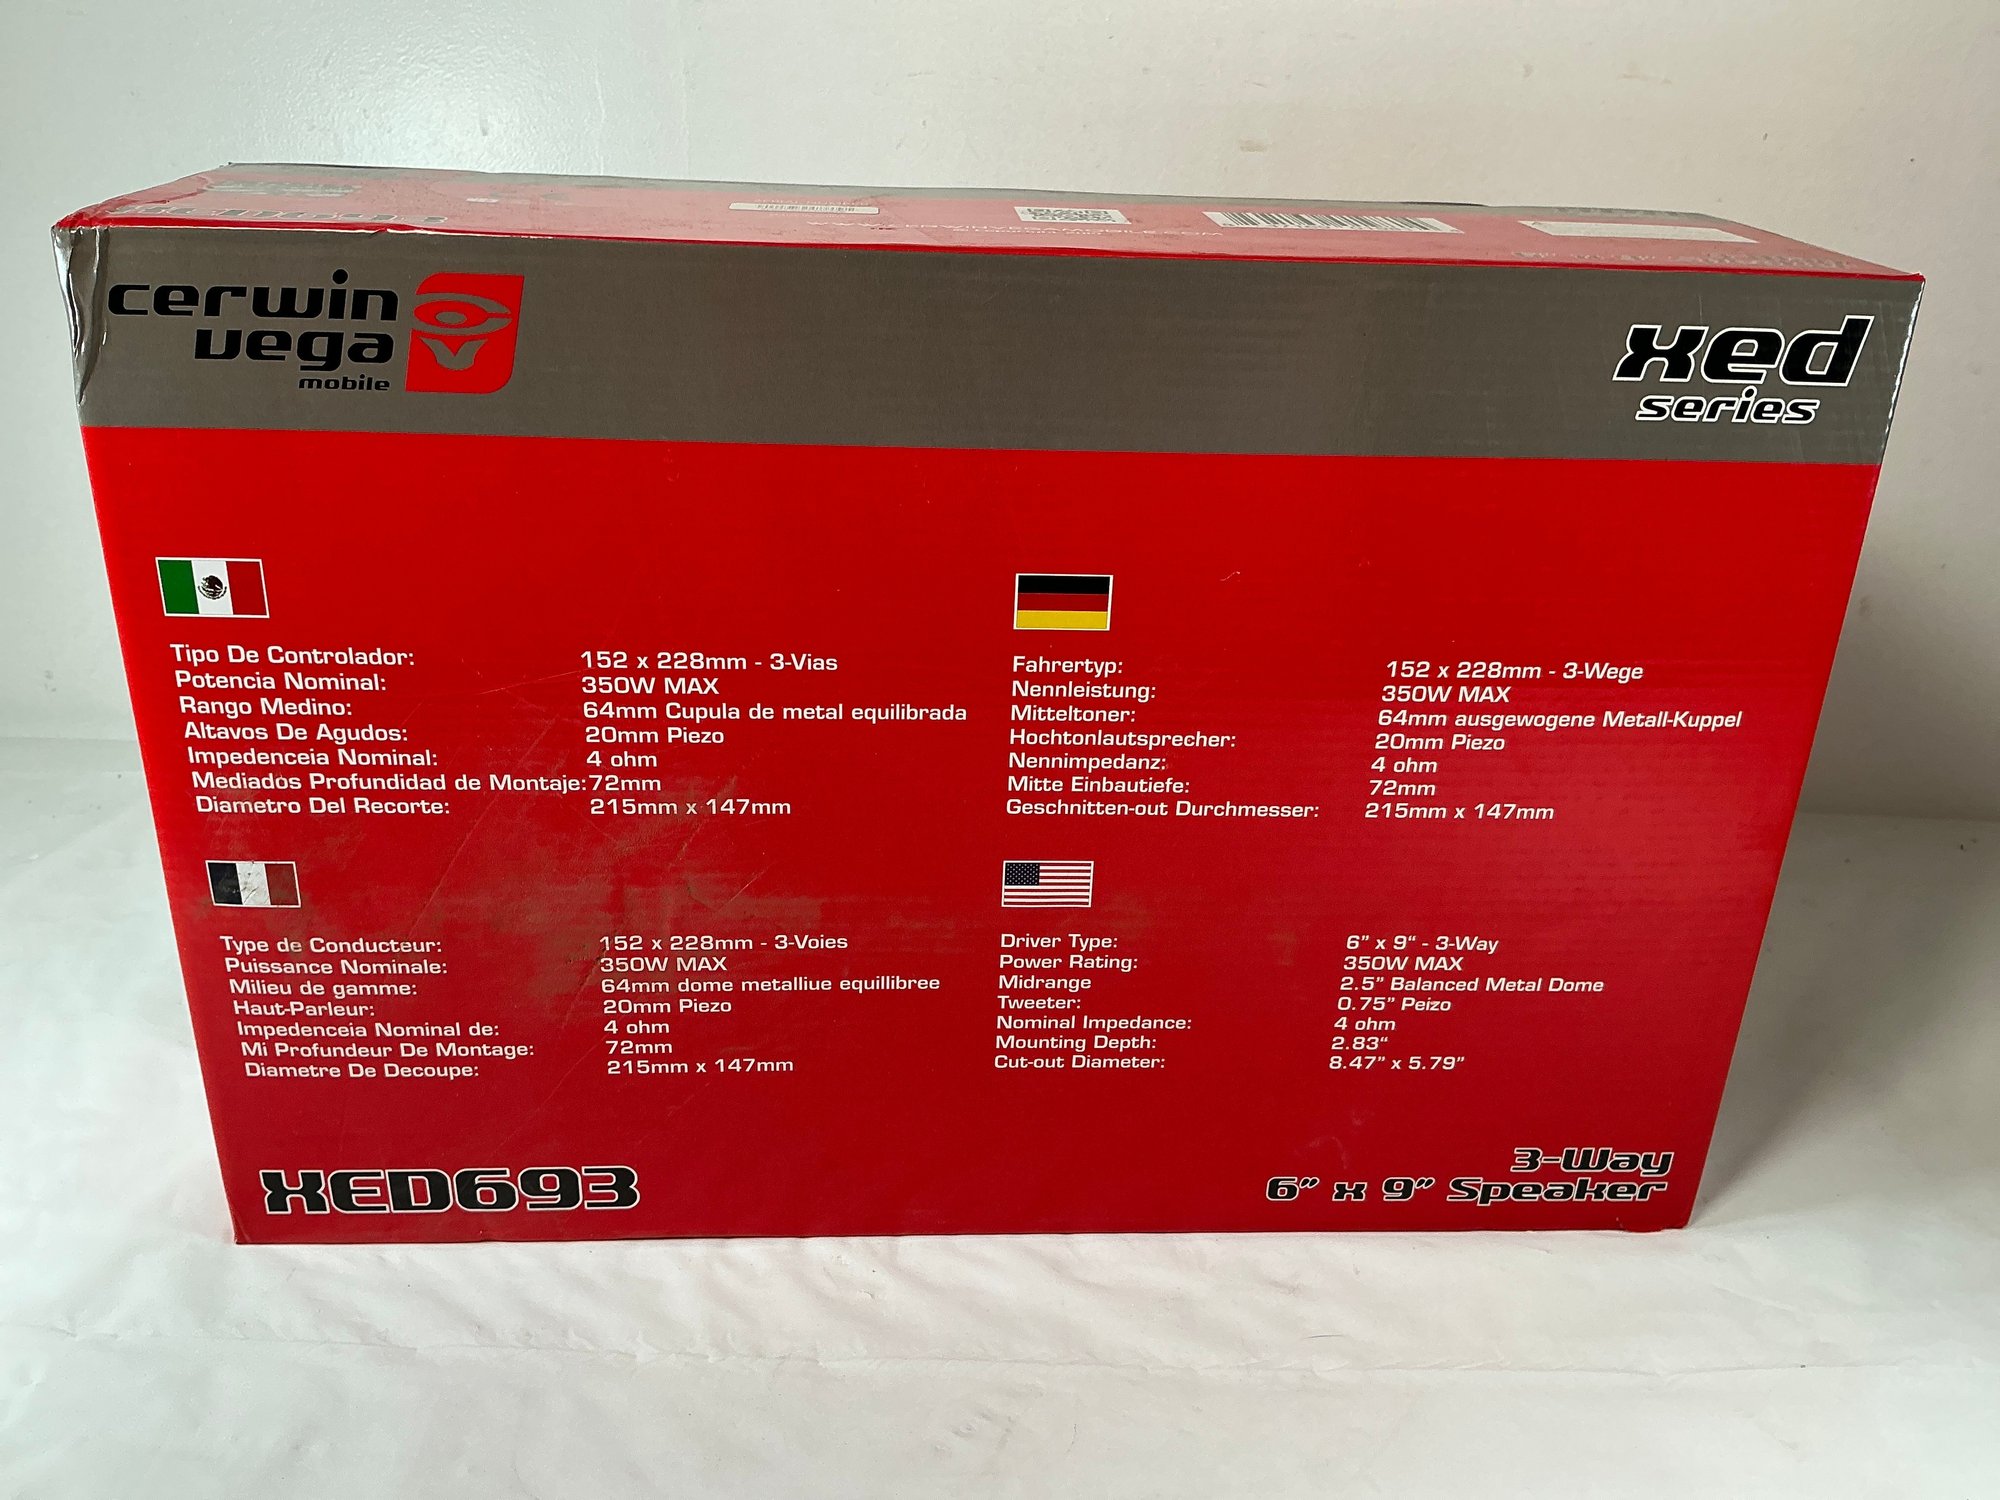 cerwin
vega
mobile
xed
series
Tipo De Controlador: 152 x 228mm - 3-Vias
Potencia Nominal: 350W MAX
Rango Medino: 64mm Cupula de metal equilibrada
Altavos De Agudos: 20mm Piezo
Impedenceia Nominal: 4 ohm
Mediados Profundidad de Montaje: 72mm
Diametro Del Recorte: 215mm x 147mm
Fahrertyp: 152 x 228mm - 3-Wege
Nennleistung: 350W MAX
Mitteltoner: 64mm ausgewogene Metall-Kuppel
Hochtonlautsprecher: 20mm Piezo
Nennimpedanz: 4 ohm
Mitte Einbautiefe: 72mm
Geschnitten-out Durchmesser: 215mm x 147mm
Type de Conducteur: 152 x 228mm - 3-Voies
Puissance Nominale: 350W MAX
Milieu de gamme: 64mm dome metalliue equillibree
Haut-Parleur: 20mm Piezo
Impedenceia Nominal de: 4 ohm
Mi Profundeur De Montage: 72mm
Diametre De Decoupe: 215mm x 147mm
Driver Type: 6” x 9“ - 3-Way
Power Rating: 350W MAX
Midrange 2.5” Balanced Metal Dome
Tweeter: 0.75” Peizo
Nominal Impedance: 4 ohm
Mounting Depth: 2.83“
Cut-out Diameter: 8.47” x 5.79”
XED693
3-Way
6” x 9” Speaker